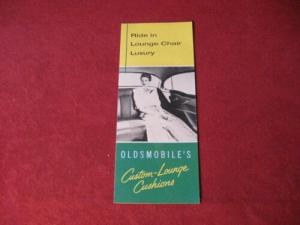 Ride in
Lounge Chair
Luxury
OLDSMOBILE'S
Custom-Lounge
Cushions